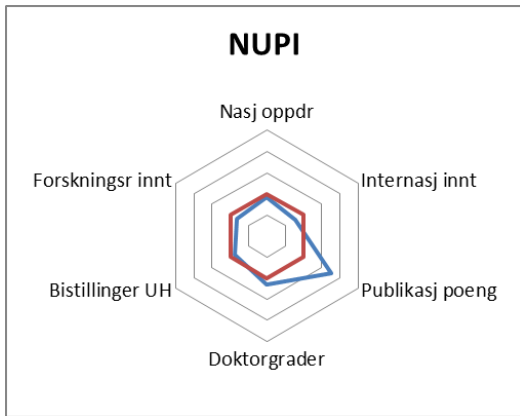 NUPI
Nasj oppdr
Forskningsr innt
Internasj innt
Bistillinger UH
Publikasj poeng
Doktorgrader